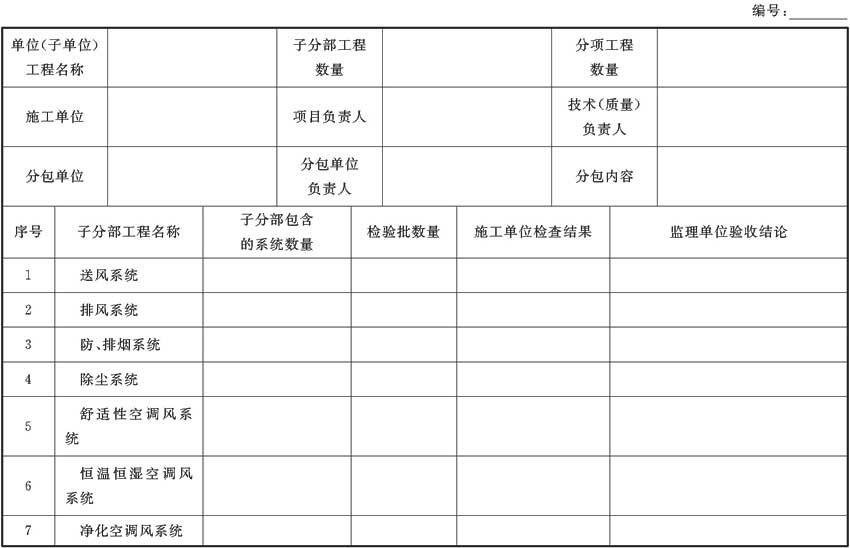 编号:
单位(子单位)
工程名称
子分部工程
数量
分项工程
数量
施工单位
项目负责人
技术(质量)
负责人
分包单位
分包单位
负责人
分包内容
序号
子分部工程名称
子分部包含
的系统数量
检验批数量
施工单位检查结果
监理单位验收结论
1
送风系统
2
排风系统
3
防、排烟系统
4
除尘系统
5
舒适性空调风系
统
6
恒温恒湿空调风
系统
7
净化空调风系统